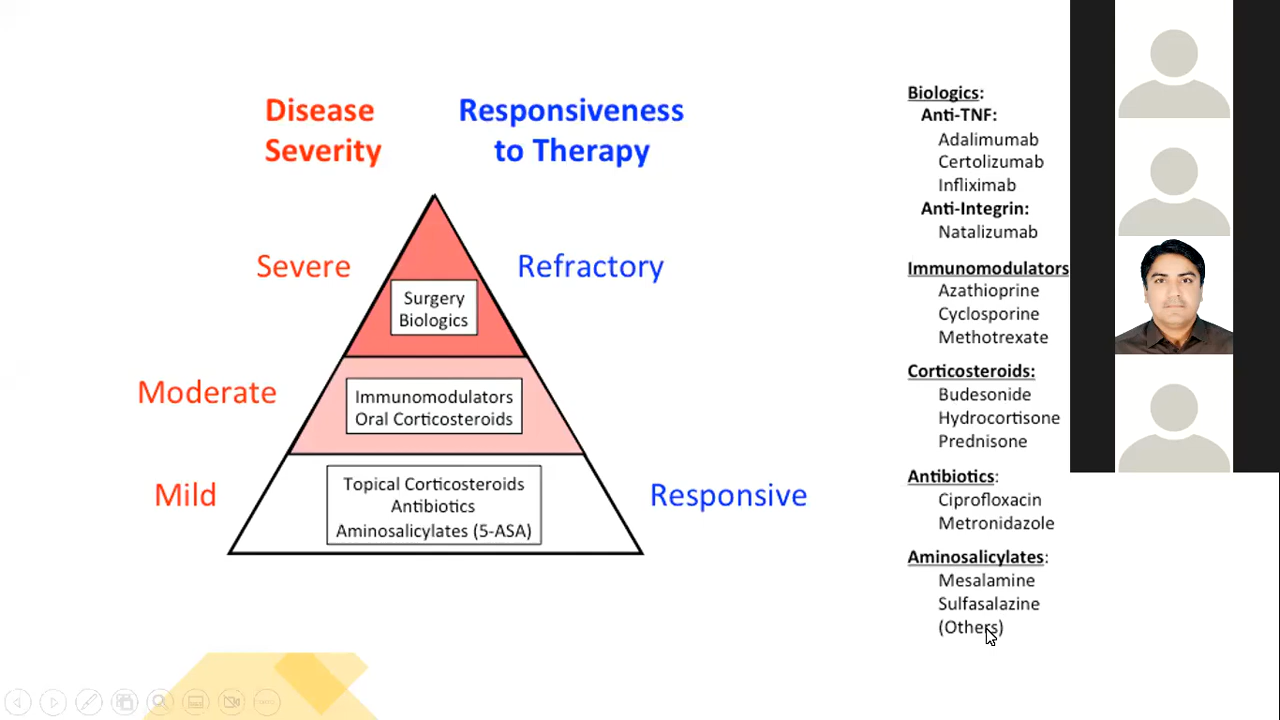 Disease
Severity
Responsiveness
to Therapy
Severe
Refractory
Surgery
Biologics
Moderate
Immunomodulators
Oral Corticosteroids
Mild
Responsive
Topical Corticosteroids
Antibiotics
Aminosalicylates (5-ASA)
Biologics:
Anti-TNF:
Adalimumab
Certolizumab
Infliximab
Anti-Integrin:
Natalizumab
Immunomodulators
Azathioprine
Cyclosporine
Methotrexate
Corticosteroids:
Budesonide
Hydrocortisone
Prednisone
Antibiotics:
Ciprofloxacin
Metronidazole
Aminosalicylates:
Mesalamine
Sulfasalazine
(Others)